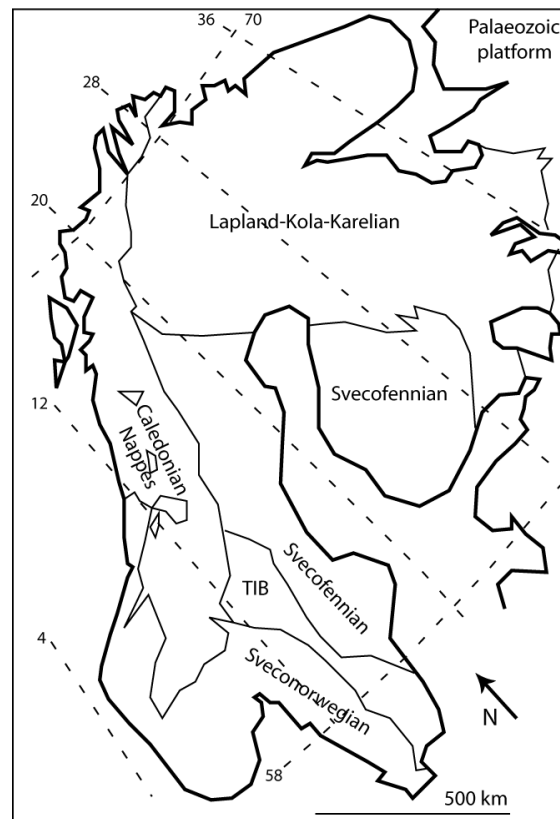 36
70
Palaeozoic
platform
28
Lapland-Kola-Karelian
20
Svecofennian
12
Caledonian
Nappes
Svecofennian
TIB
4
Sveconorwegian
N
58
500 km